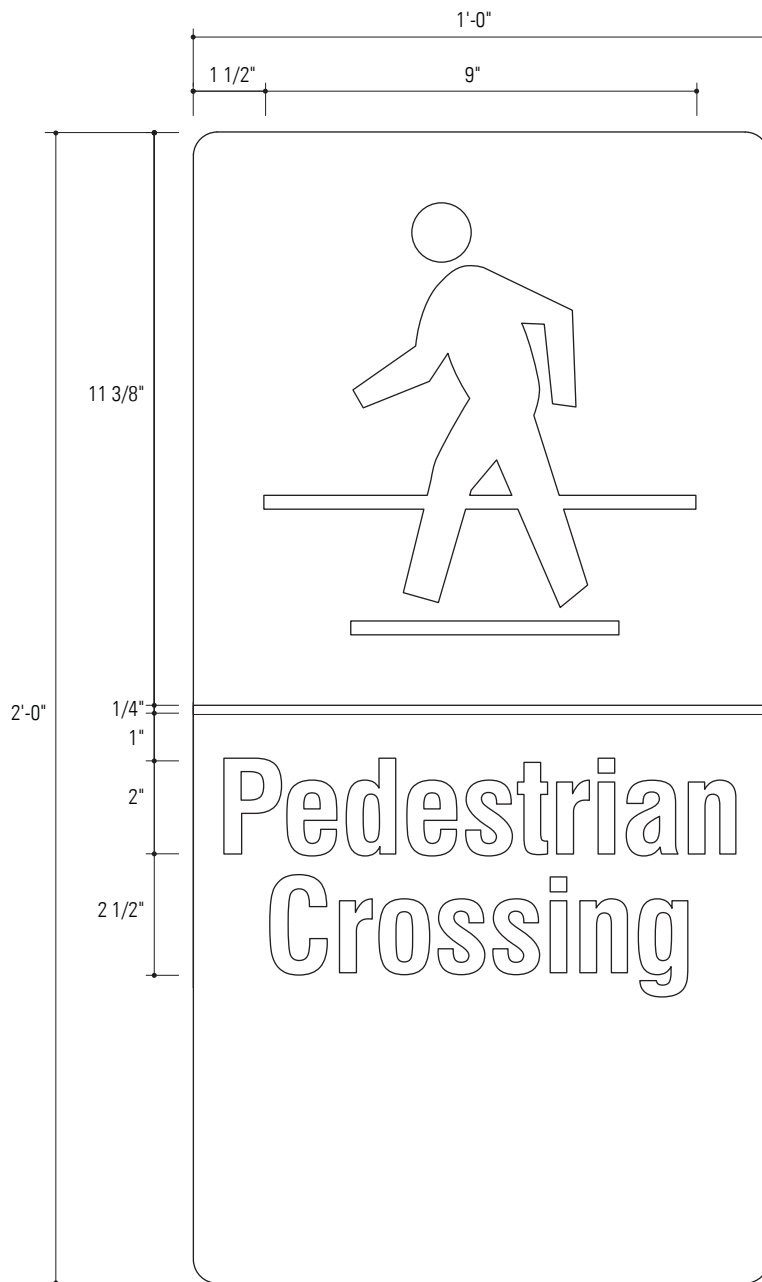 1'-0"
1 1/2" 9"
11 3/8"
2'-0"
1/4"
1"
2"
2 1/2"
Pedestrian
Crossing